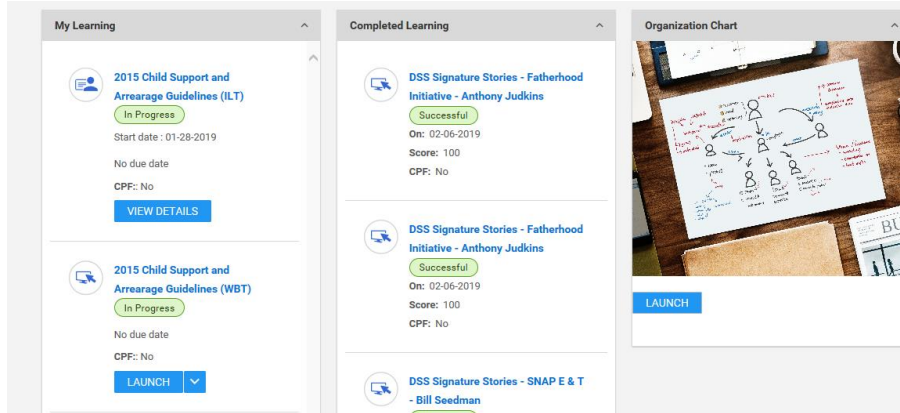 My Learning
2015 Child Support and
Arrearage Guidelines (ILT)
In Progress
Start date : 01-28-2019
No due date
CPF:: No
VIEW DETAILS
2015 Child Support and
Arrearage Guidelines (WBT)
In Progress
No due date
CPF:: No
LAUNCH
Completed Learning
DSS Signature Stories - Fatherhood
Initiative - Anthony Judkins
Successful
On: 02-06-2019
Score: 100
CPF: No
DSS Signature Stories - Fatherhood
Initiative - Anthony Judkins
Successful
On: 02-06-2019
Score: 100
CPF: No
DSS Signature Stories - SNAP E & T
- Bill Seedman
Organization Chart
BU
LAUNCH